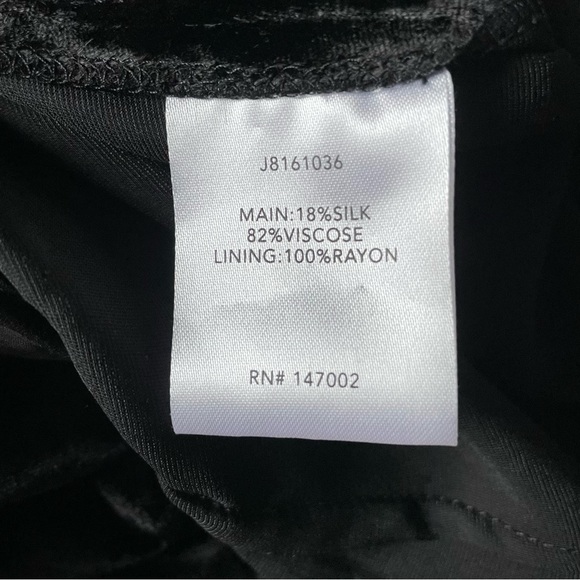 J8161036
MAIN:18%SILK
82%VISCOSE
LINING:100%RAYON
RN# 147002